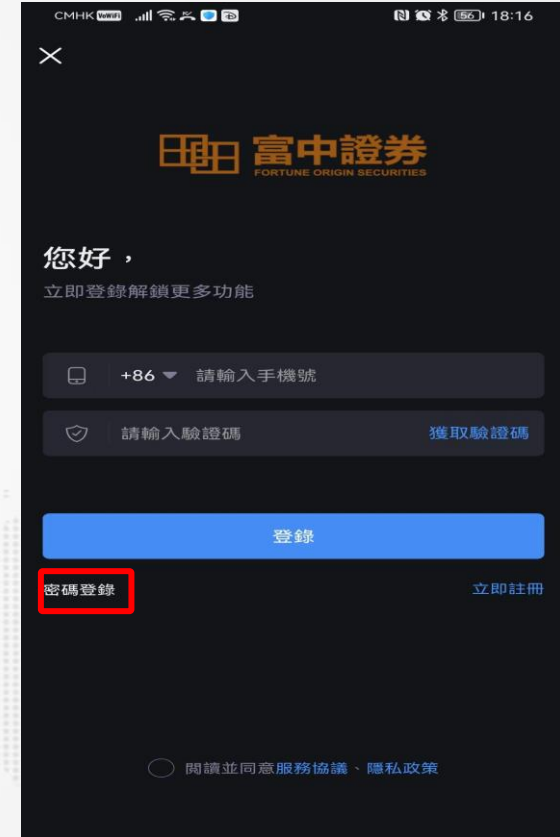 CMHK VoWiFi 56 18:16
富中證券
FORTUNE ORIGIN SECURITIES
您好，
立即登錄解鎖更多功能
+86 請輸入手機號
請輸入驗證碼 獲取驗證碼
登錄
密碼登錄 立即註冊
閱讀並同意服務協議、隱私政策